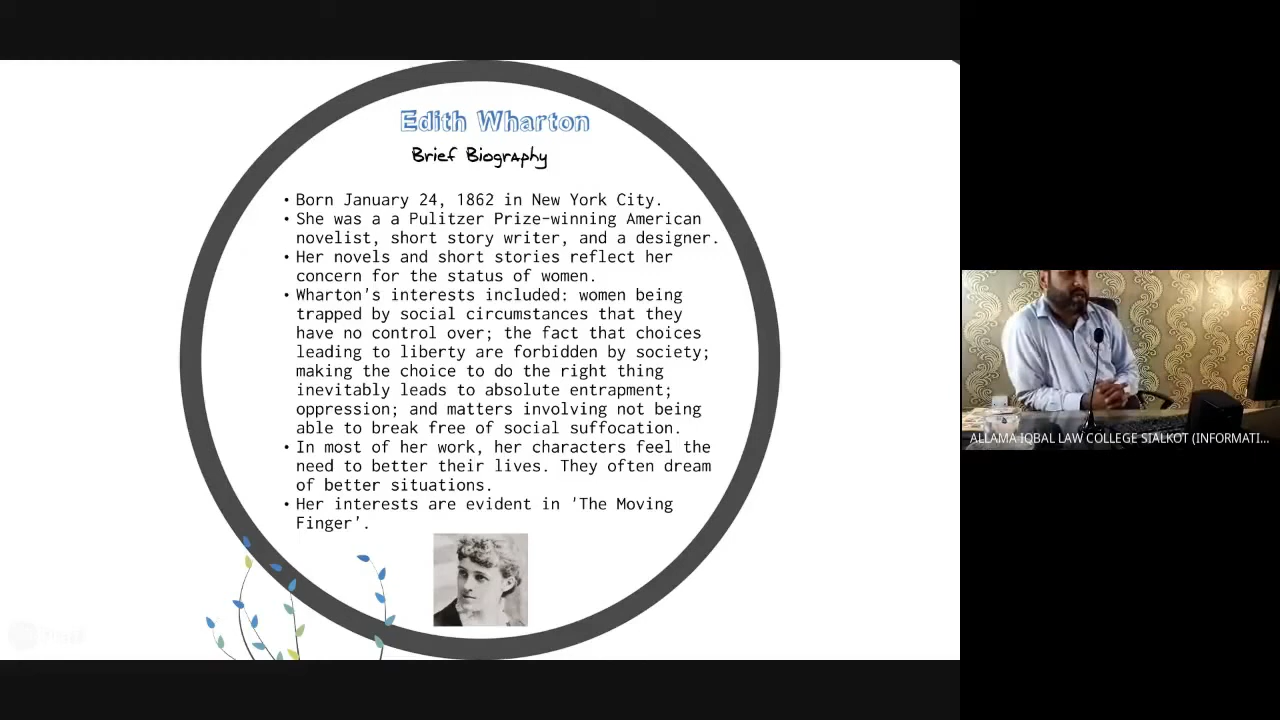 Edith Wharton
Brief Biography
• Born January 24, 1862 in New York City.
• She was a a Pulitzer Prize-winning American
novelist, short story writer, and a designer.
• Her novels and short stories reflect her
concern for the status of women.
• Wharton's interests included: women being
trapped by social circumstances that they
have no control over; the fact that choices
leading to liberty are forbidden by society;
making the choice to do the right thing
inevitably leads to absolute entrapment;
oppression; and matters involving not being
able to break free of social suffocation.
• In most of her work, her characters feel the
need to better their lives. They often dream
of better situations.
• Her interests are evident in 'The Moving
Finger'.
ALLAMA IQBAL LAW COLLEGE SIALKOT (INFORMATI...